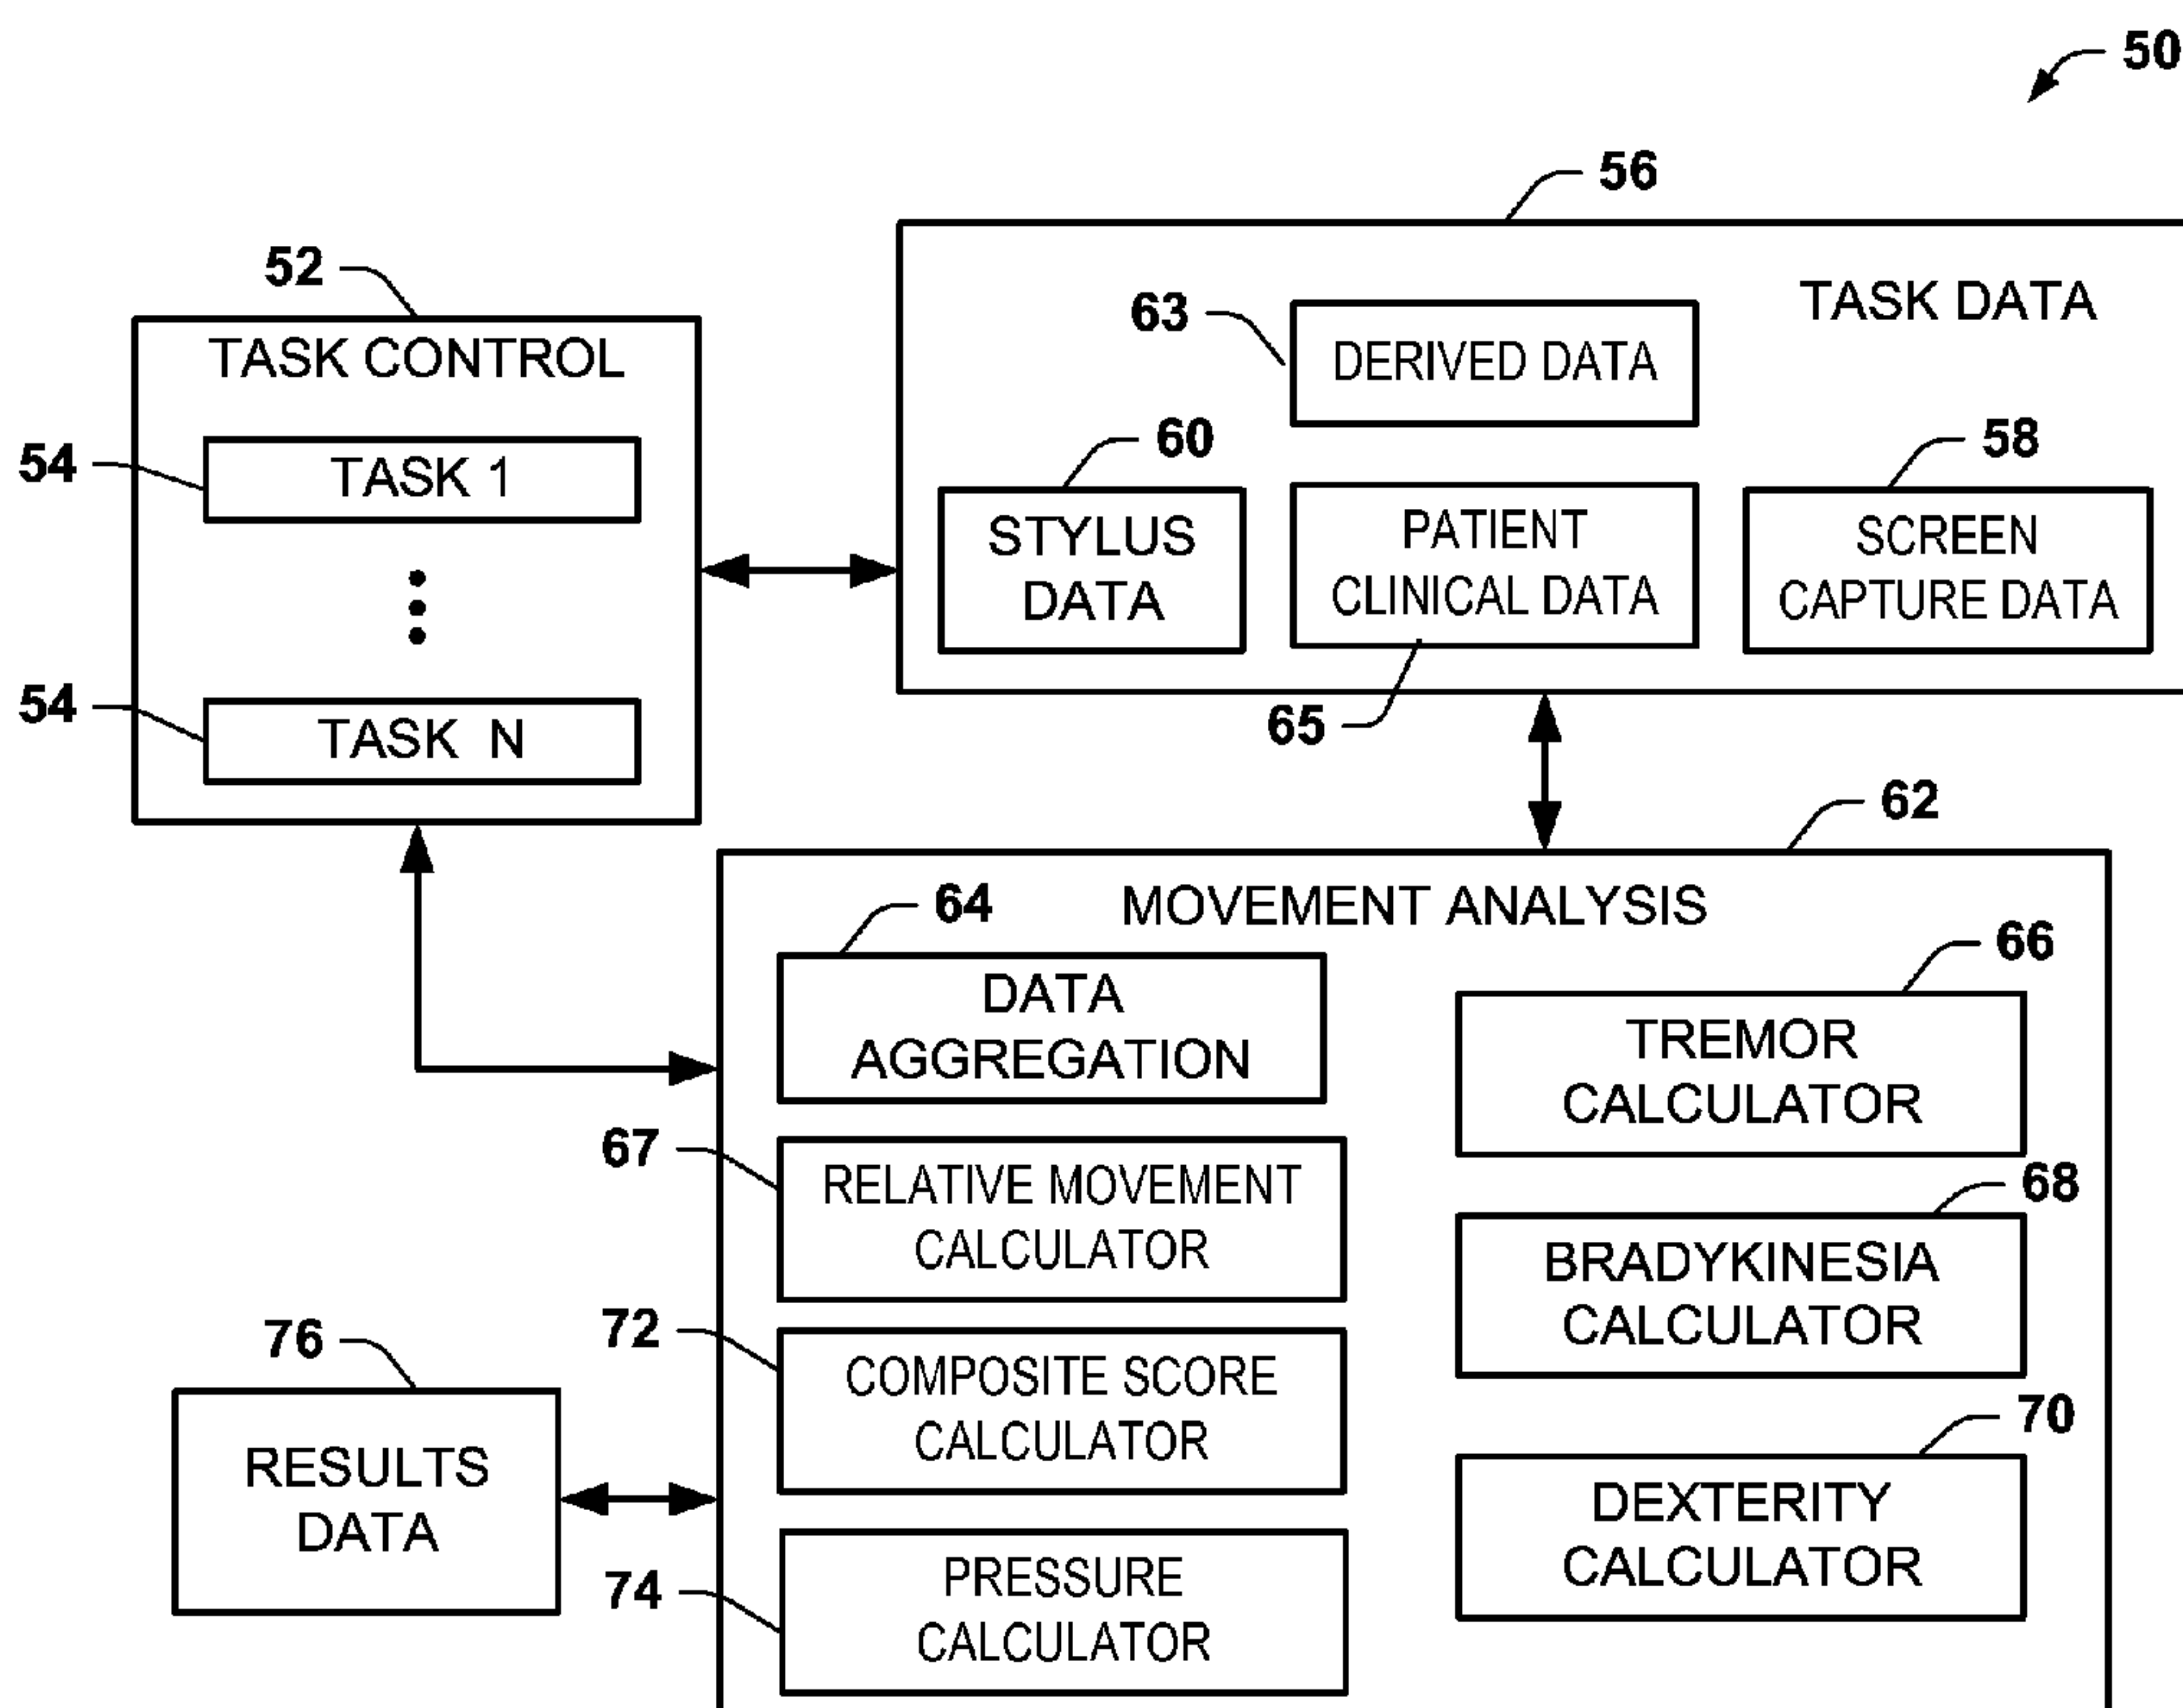 50
56
52
TASK CONTROL
54
TASK 1
54
TASK N
TASK DATA
63
DERIVED DATA
60
STYLUS
DATA
PATIENT
CLINICAL DATA
65
58
SCREEN
CAPTURE DATA
62
MOVEMENT ANALYSIS
64
DATA
AGGREGATION
67
RELATIVE MOVEMENT
CALCULATOR
72
COMPOSITE SCORE
CALCULATOR
74
PRESSURE
CALCULATOR
66
TREMOR
CALCULATOR
68
BRADYKINESIA
CALCULATOR
70
DEXTERITY
CALCULATOR
76
RESULTS
DATA